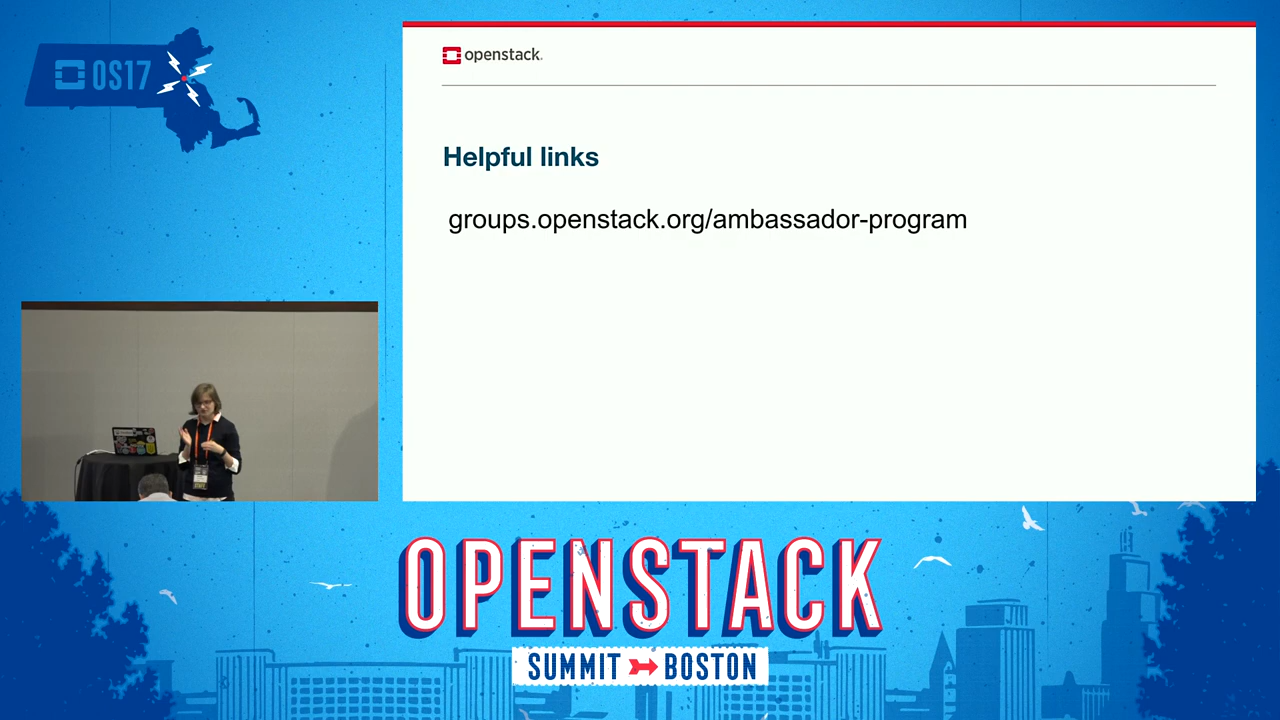 OS17
openstack.
Helpful links
groups.openstack.org/ambassador-program
OPENSTACK
SUMMIT BOSTON